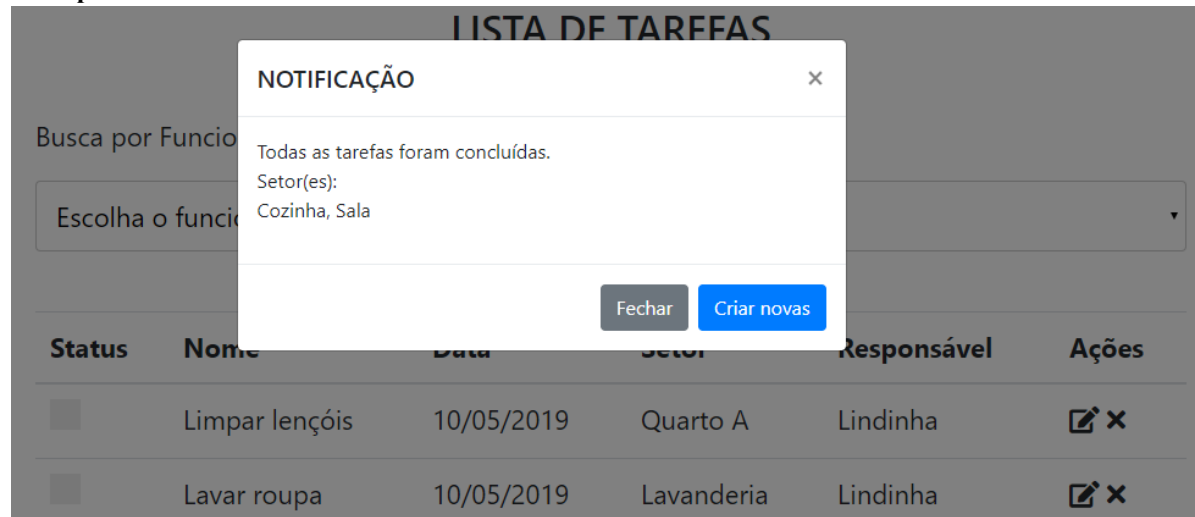 LISTA DE TAREFAS
NOTIFICAÇÃO ×
Busca por Funcio
Todas as tarefas foram concluídas.
Setor(es):
Cozinha, Sala
Escolha o funcio
Fechar Criar novas
Status Nome Data Setor Responsável Ações
Limpar lençóis 10/05/2019 Quarto A Lindinha
Lavar roupa 10/05/2019 Lavanderia Lindinha